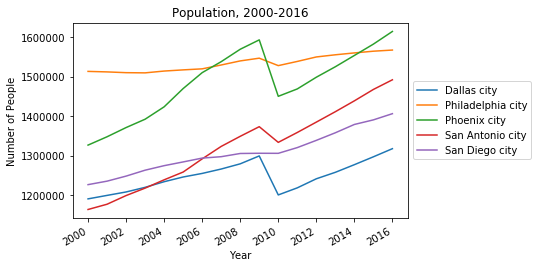 Population, 2000-2016
Number of People
1600000
1500000
1400000
1300000
1200000
2000
2002
2004
2006
2008
2010
2012
2014
2016
Year
Dallas city
Philadelphia city
Phoenix city
San Antonio city
San Diego city